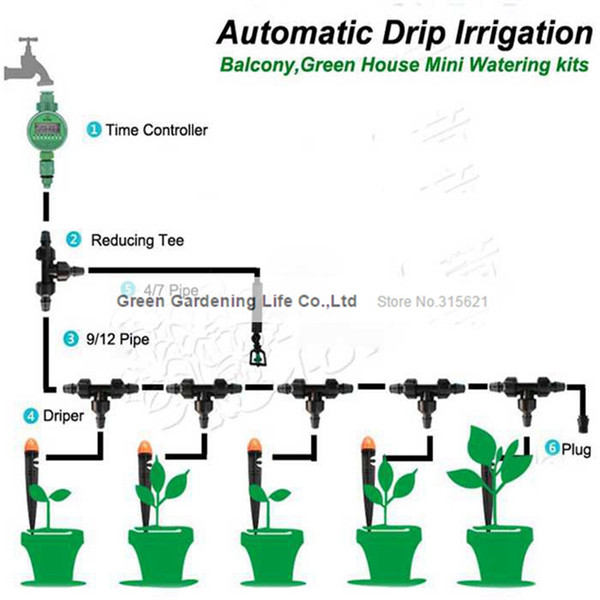 Automatic Drip Irrigation
Balcony,Green House Mini Watering kits
1 Time Controller
2 Reducing Tee
5 4/7 Pipe
Green Gardening Life Co.,Ltd Store No.315621
3 9/12 Pipe
4 Driper
6 Plug